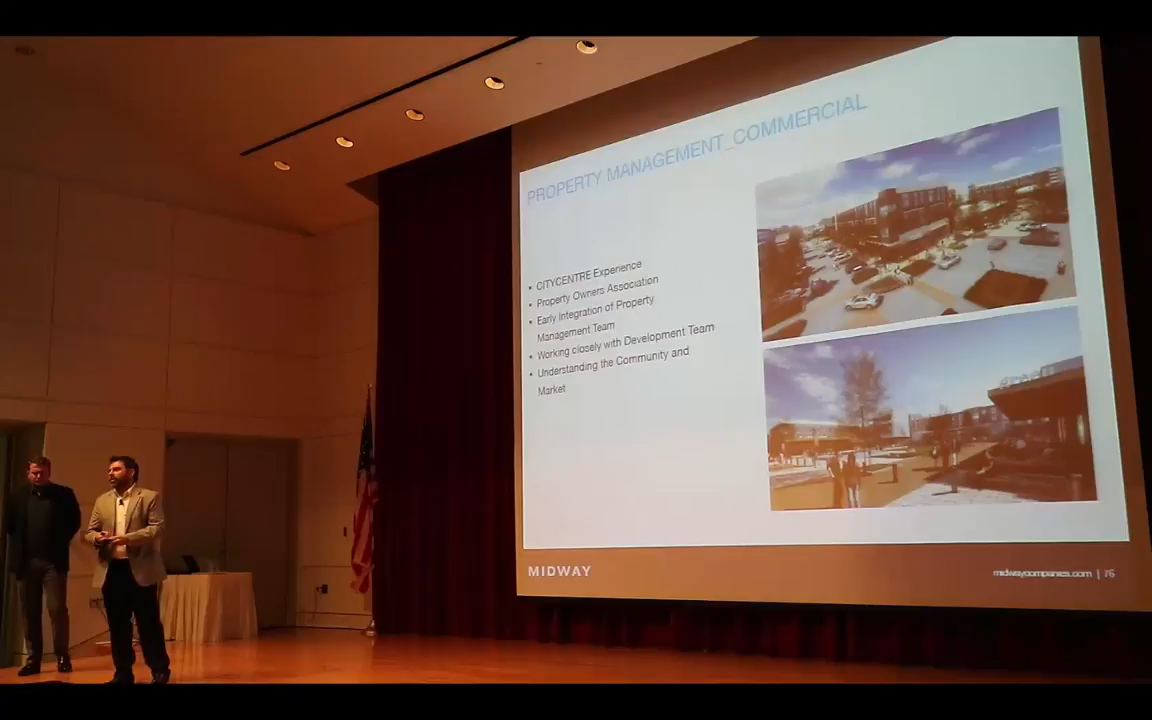 PROPERTY MANAGEMENT_COMMERCIAL
• CITYCENTRE Experience
• Property Owners Association
• Early Integration of Property
Management Team
• Working closely with Development Team
• Understanding the Community and
Market
MIDWAY
midwaycompanies.com | 76